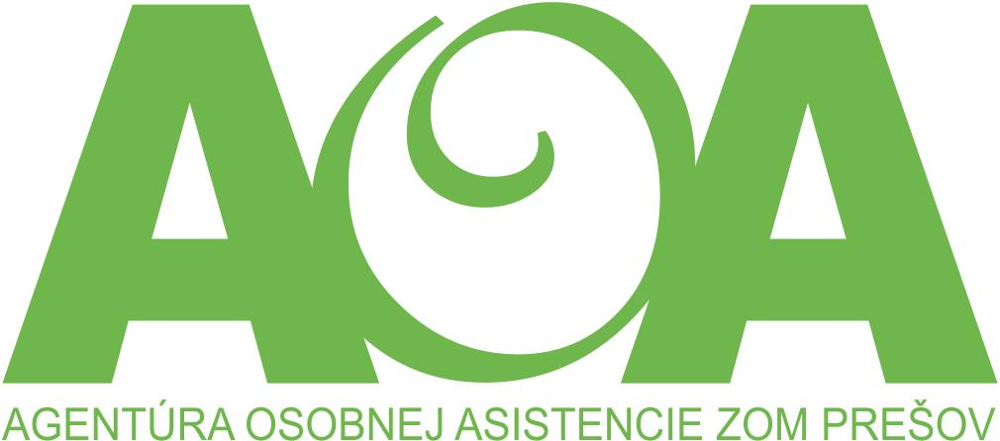 AOA
AGENTÚRA OSOBNEJ ASISTENCIE ZOM PREŠOV